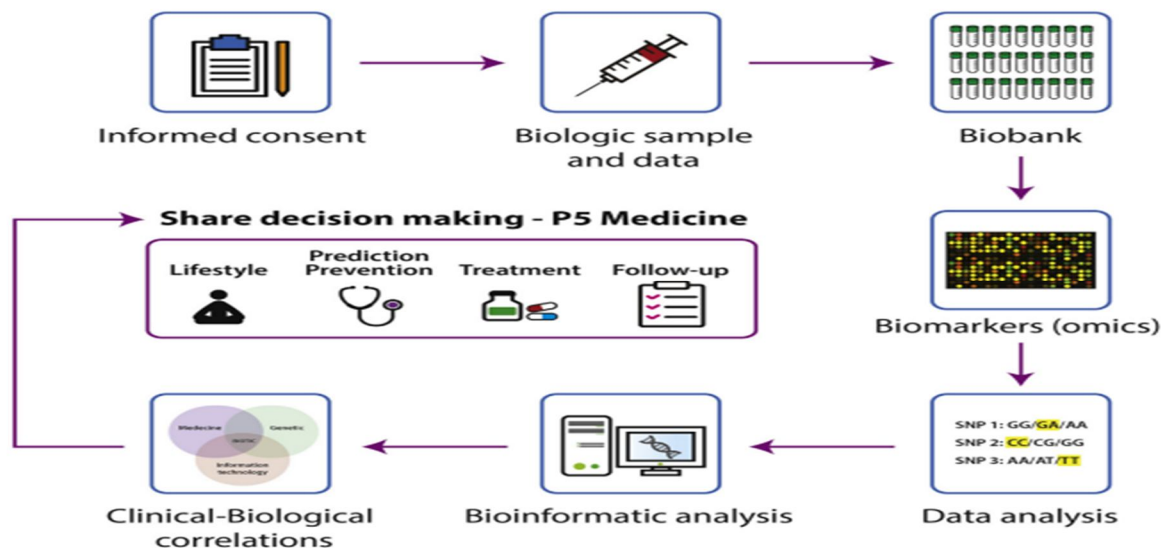 Informed consent
Biologic sample
and data
Biobank
Share decision making - P5 Medicine
Lifestyle
Prediction
Prevention
Treatment
Follow-up
Biomarkers (omics)
SNP 1: GG/GA/AA
SNP 2: CC/CG/GG
SNP 3: AA/AT/TT
Data analysis
Bioinformatic analysis
Medecine
Genetic
Information
technology
Clinical-Biological
correlations